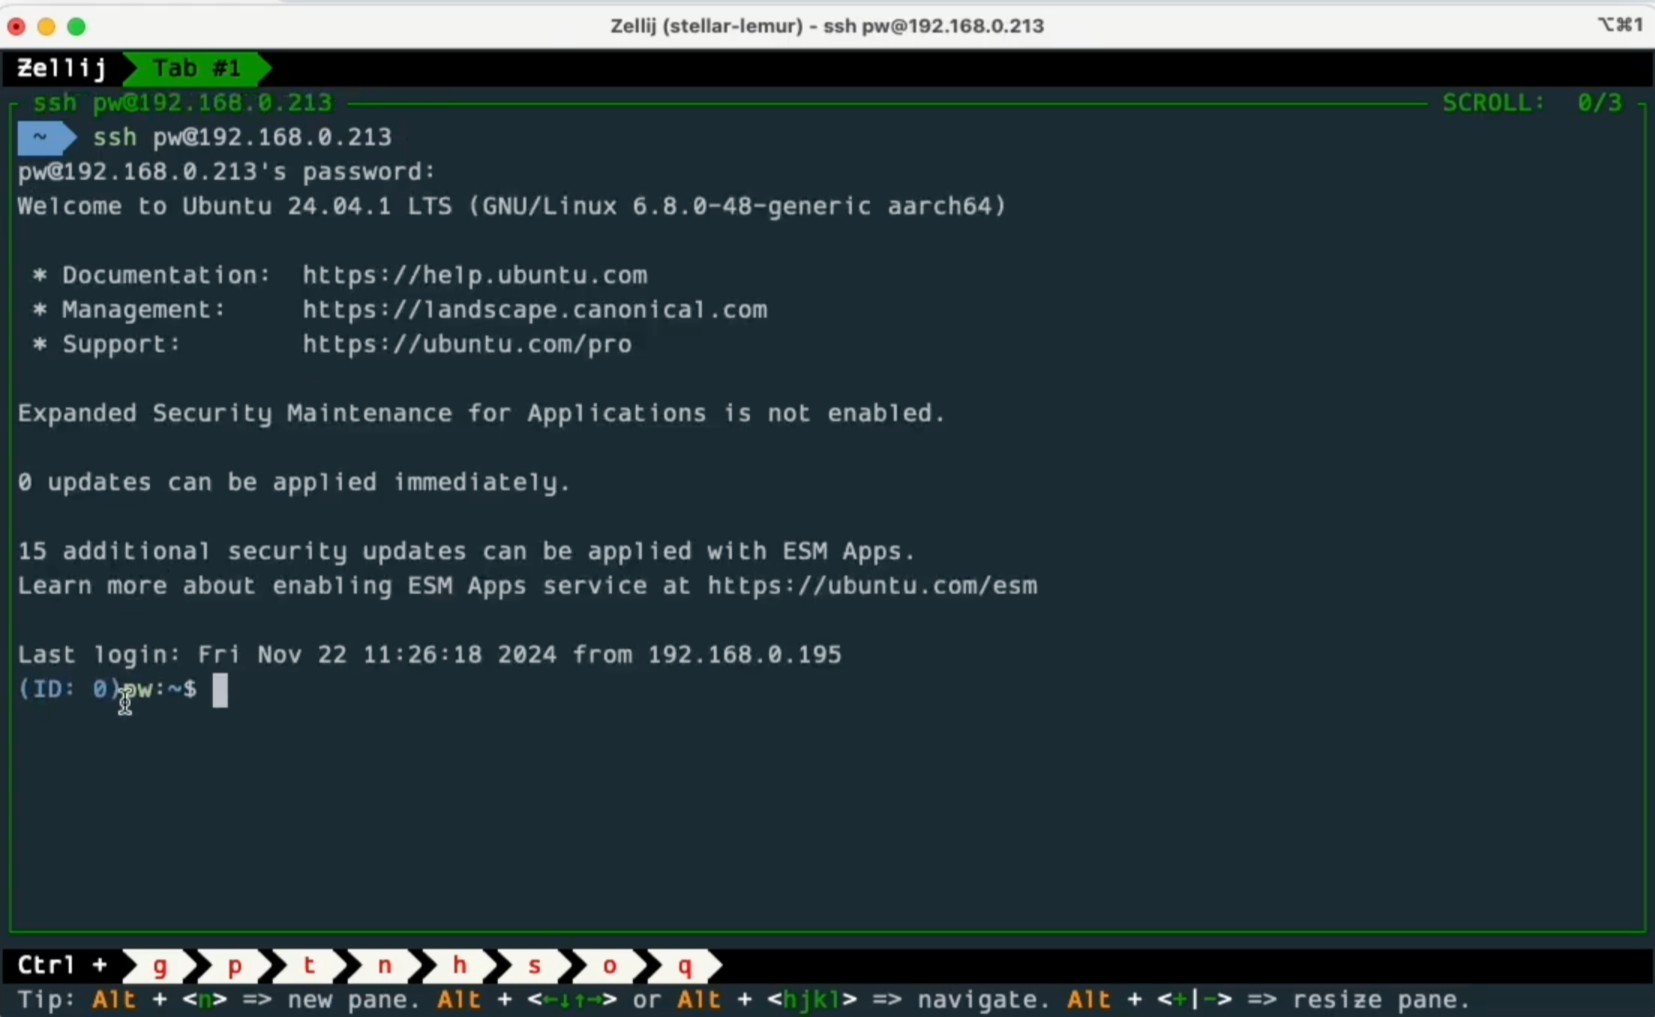 Zellij (stellar-lemur) - ssh pw@192.168.0.213 ⌥⌘1
Zellij Tab #1
ssh pw@192.168.0.213 SCROLL: 0/3
~ ssh pw@192.168.0.213
pw@192.168.0.213's password:
Welcome to Ubuntu 24.04.1 LTS (GNU/Linux 6.8.0-48-generic aarch64)
* Documentation: https://help.ubuntu.com
* Management: https://landscape.canonical.com
* Support: https://ubuntu.com/pro
Expanded Security Maintenance for Applications is not enabled.
0 updates can be applied immediately.
15 additional security updates can be applied with ESM Apps.
Learn more about enabling ESM Apps service at https://ubuntu.com/esm
Last login: Fri Nov 22 11:26:18 2024 from 192.168.0.195
(ID: 0)pw:~$
Ctrl + g p t n h s o q
Tip: Alt + <n> => new pane. Alt + <←↓↑→> or Alt + <hjkl> => navigate. Alt + <+|-> => resize pane.